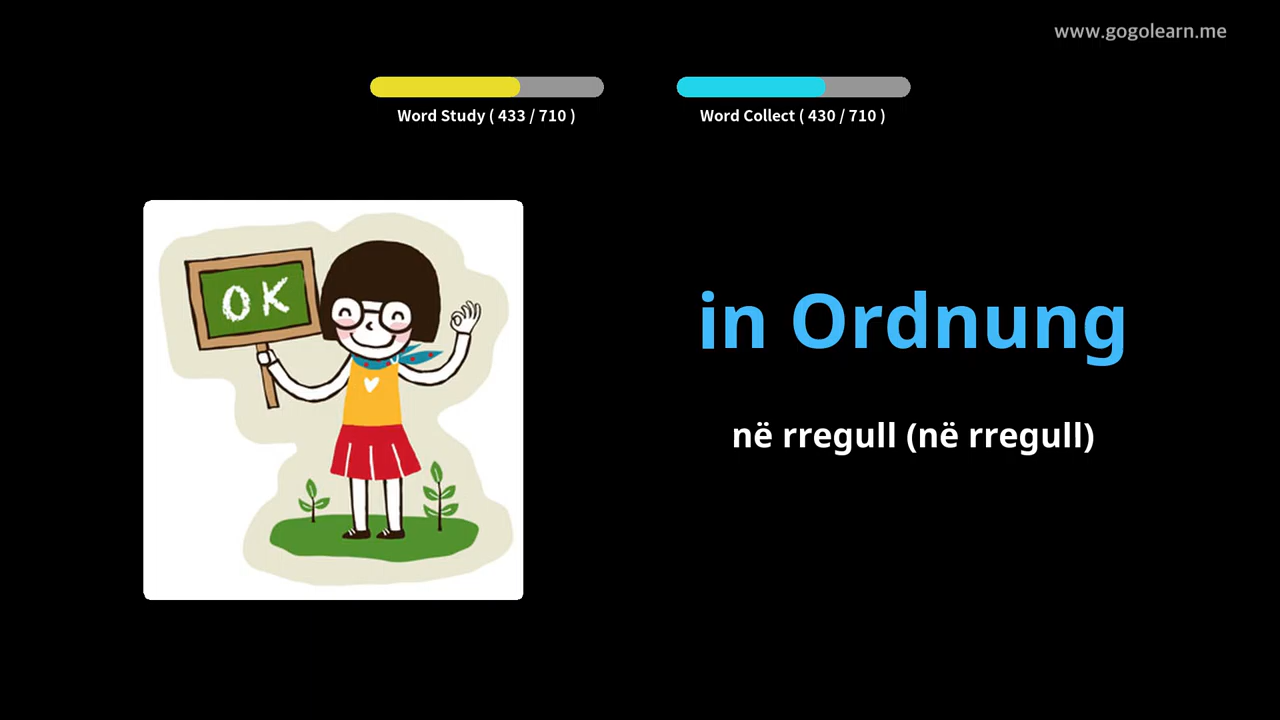 www.gogolearn.me
Word Study ( 433 / 710 )
Word Collect ( 430 / 710 )
OK
in Ordnung
në rregull (në rregull)